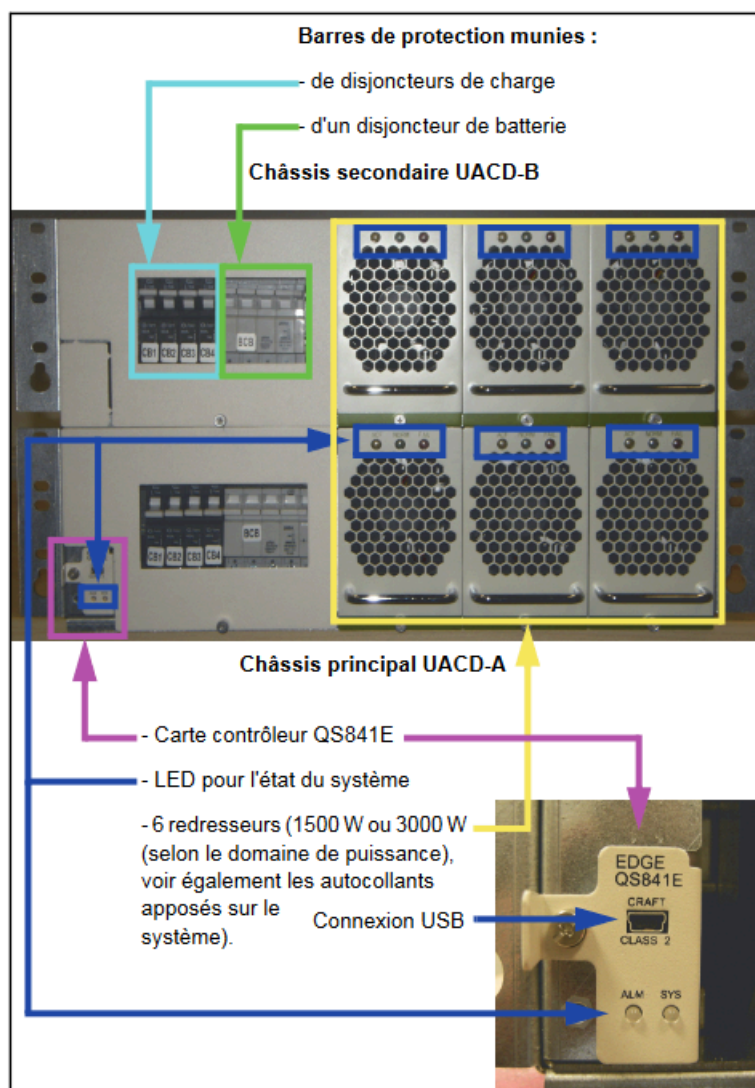 Barres de protection munies :
- de disjoncteurs de charge
- d'un disjoncteur de batterie
Châssis secondaire UACD-B
CB1 CB2 CB3 CB4
BCB
CB1 CB2 CB3 CB4
BCB
Châssis principal UACD-A
- Carte contrôleur QS841E
- LED pour l'état du système
- 6 redresseurs (1500 W ou 3000 W
(selon le domaine de puissance),
voir également les autocollants
apposés sur le
système).
Connexion USB
EDGE
QS841E
CRAFT
CLASS 2
ALM SYS